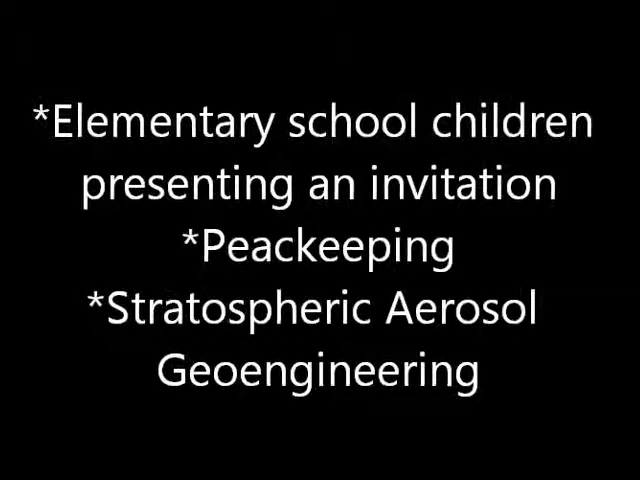 *Elementary school children
presenting an invitation
*Peackeeping
*Stratospheric Aerosol
Geoengineering